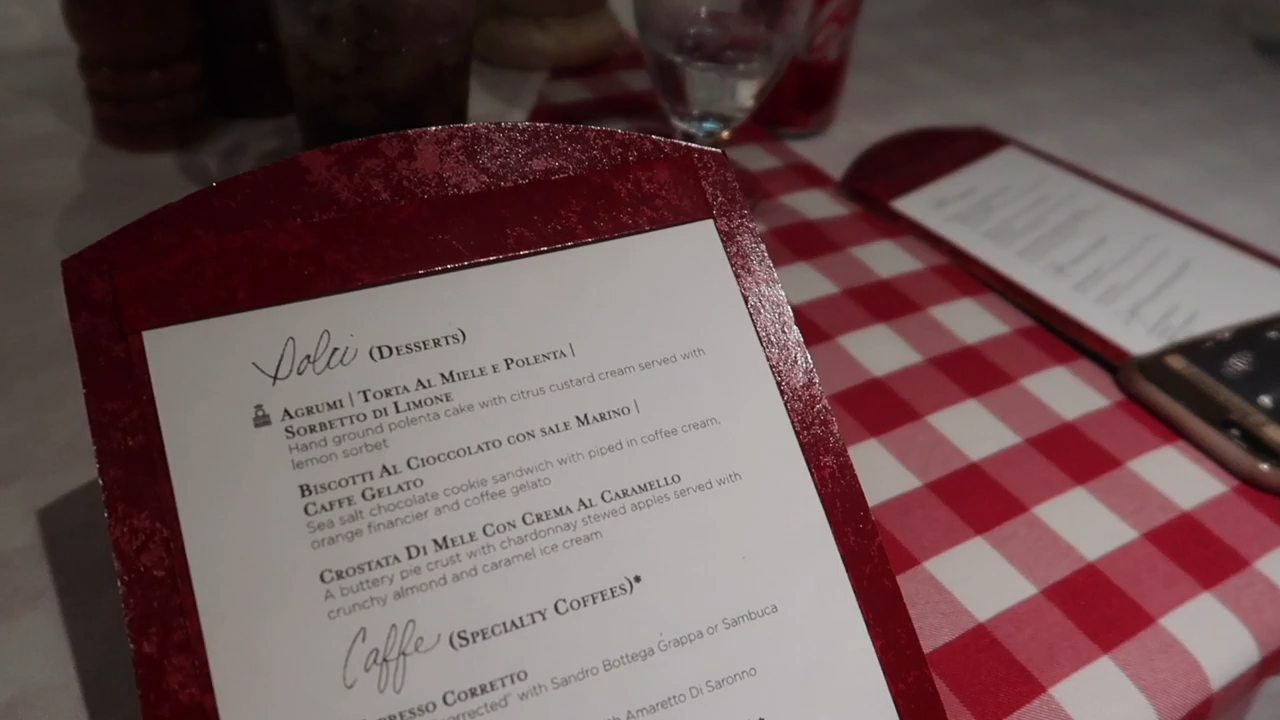 Dolci (Desserts)
Agrumi | Torta Al Miele e Polenta |
Sorbetto di Limone
Hand ground polenta cake with citrus custard cream served with
lemon sorbet
Biscotti Al Cioccolato con sale Marino |
Caffe Gelato
Sea salt chocolate cookie sandwich with piped in coffee cream,
orange financier and coffee gelato
Crostata Di Mele Con Crema Al Caramello
A buttery pie crust with chardonnay stewed apples served with
crunchy almond and caramel ice cream
Caffe (Specialty Coffees)*
Corretto
with Sandro Bottega Grappa or Sambuca
Amaretto Di Saronno